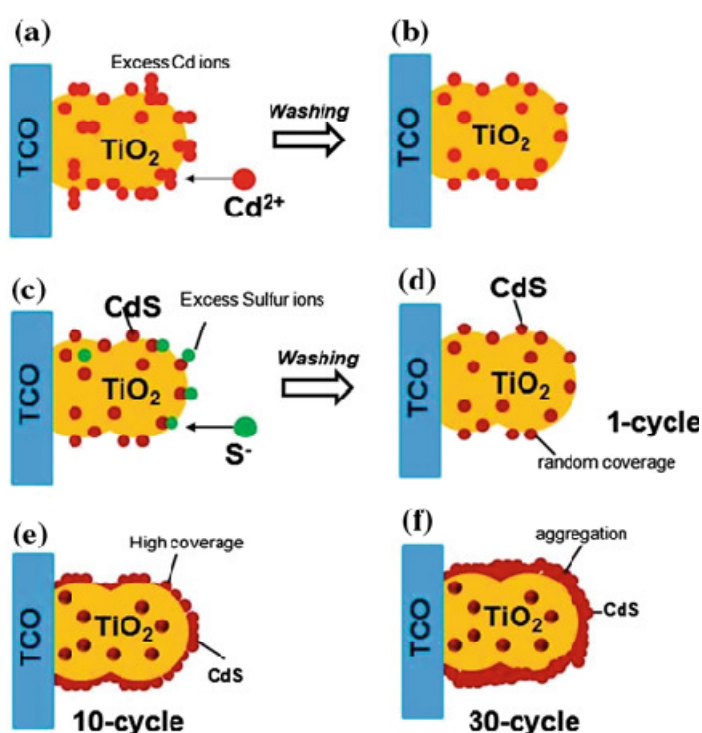 (a)
Excess Cd ions
TCO
TiO2
Cd2+
Washing
(b)
TCO
TiO2
(c)
CdS
Excess Sulfur ions
TCO
TiO2
S-
Washing
(d)
CdS
TCO
TiO2
1-cycle
random coverage
(e)
High coverage
TCO
TiO2
CdS
10-cycle
(f)
aggregation
TCO
TiO2
CdS
30-cycle